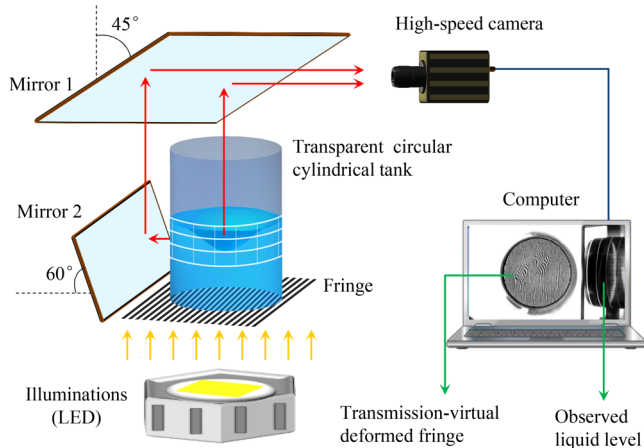 45°
High-speed camera
Mirror 1
Transparent circular
cylindrical tank
Mirror 2
Computer
60°
Fringe
Illuminations
(LED)
Transmission-virtual
deformed fringe
Observed
liquid level